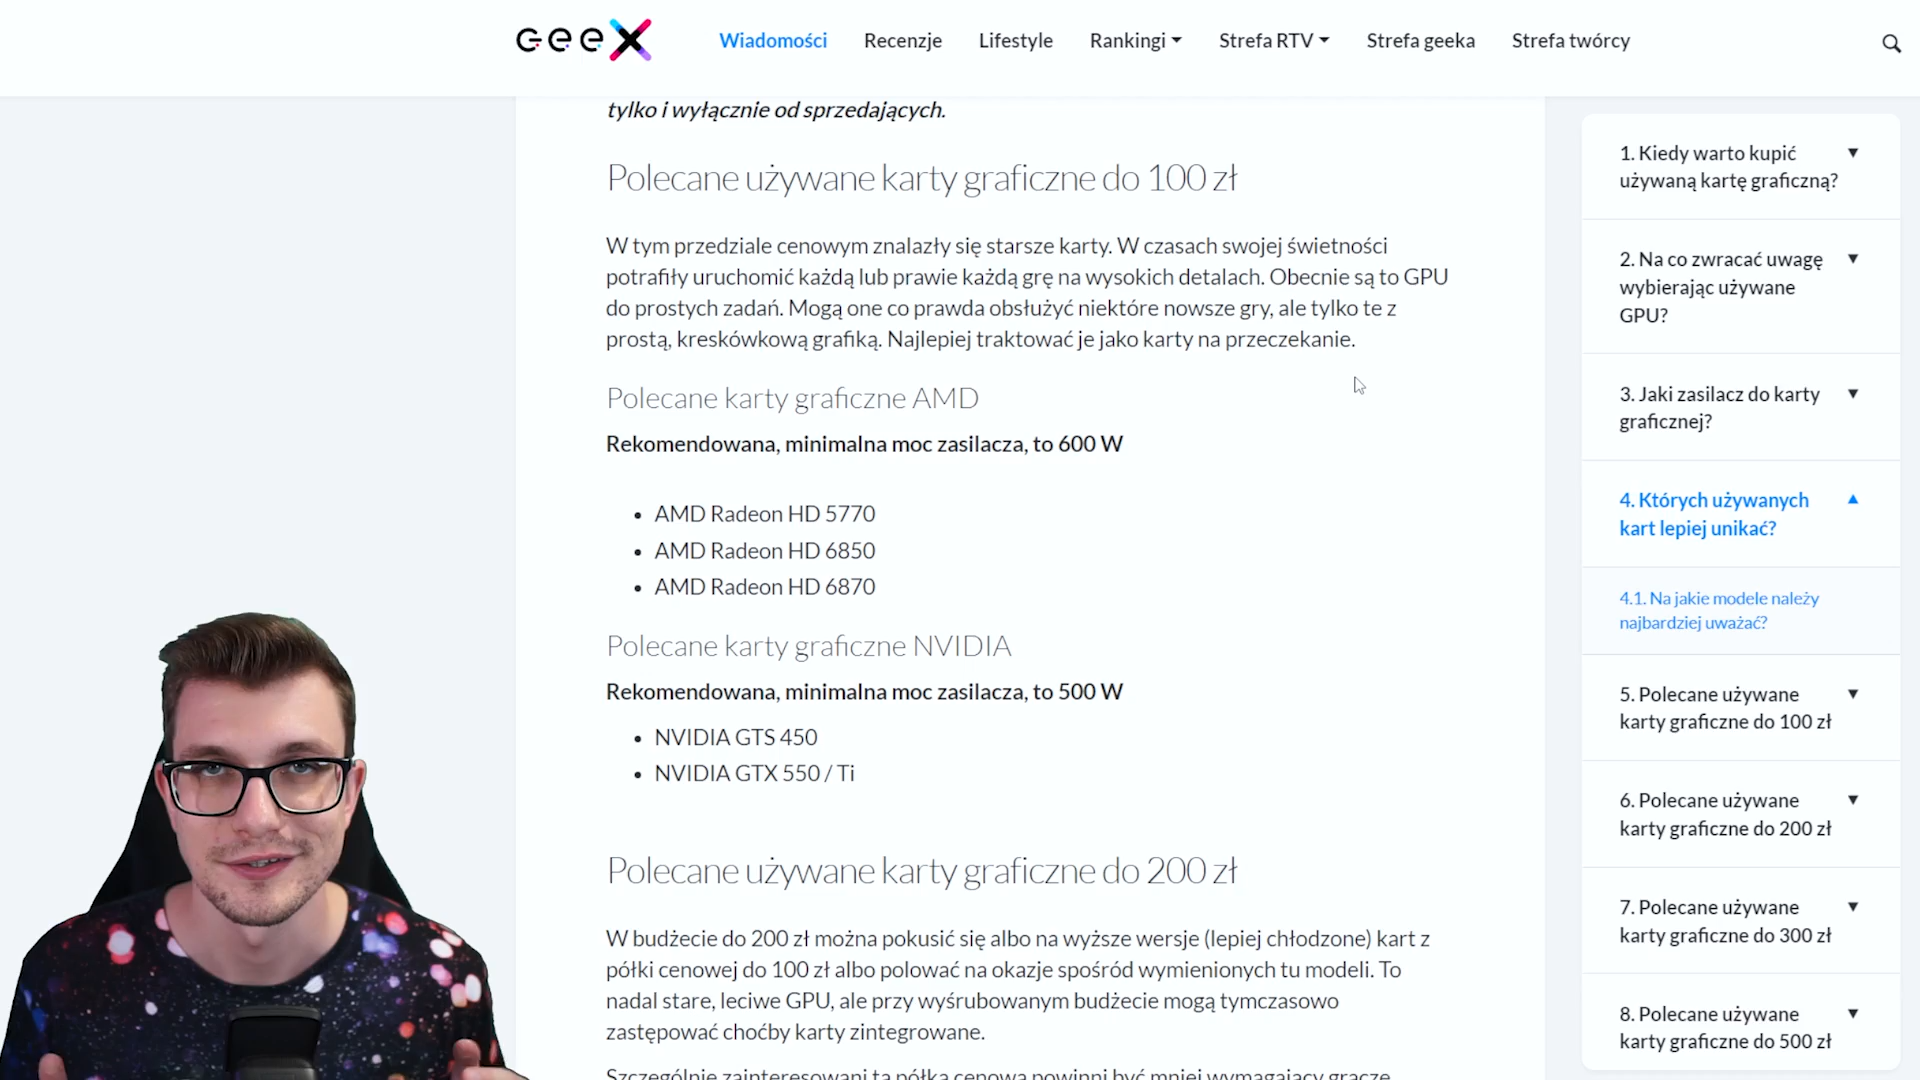 GeeX
Wiadomości Recenzje Lifestyle Rankingi Strefa RTV Strefa geeka Strefa twórcy
tylko i wyłącznie od sprzedających.
Polecane używane karty graficzne do 100 zł
W tym przedziale cenowym znalazły się starsze karty. W czasach swojej świetności
potrafiły uruchomić każdą lub prawie każdą grę na wysokich detalach. Obecnie są to GPU
do prostych zadań. Mogą one co prawda obsłużyć niektóre nowsze gry, ale tylko te z
prostą, kreskówkową grafiką. Najlepiej traktować je jako karty na przeczekanie.
Polecane karty graficzne AMD
Rekomendowana, minimalna moc zasilacza, to 600 W
• AMD Radeon HD 5770
• AMD Radeon HD 6850
• AMD Radeon HD 6870
Polecane karty graficzne NVIDIA
Rekomendowana, minimalna moc zasilacza, to 500 W
• NVIDIA GTS 450
• NVIDIA GTX 550 / Ti
Polecane używane karty graficzne do 200 zł
W budżecie do 200 zł można pokusić się albo na wyższe wersje (lepiej chłodzone) kart z
półki cenowej do 100 zł albo polować na okazje spośród wymienionych tu modeli. To
nadal stare, leciwe GPU, ale przy wyśrubowanym budżecie mogą tymczasowo
zastępować choćby karty zintegrowane.
Szczególnie zainteresowani tą półką cenową powinni być mniej wymagający gracze,
1. Kiedy warto kupić
używaną kartę graficzną?
2. Na co zwracać uwagę
wybierając używane
GPU?
3. Jaki zasilacz do karty
graficznej?
4. Których używanych
kart lepiej unikać?
4.1. Na jakie modele należy
najbardziej uważać?
5. Polecane używane
karty graficzne do 100 zł
6. Polecane używane
karty graficzne do 200 zł
7. Polecane używane
karty graficzne do 300 zł
8. Polecane używane
karty graficzne do 500 zł